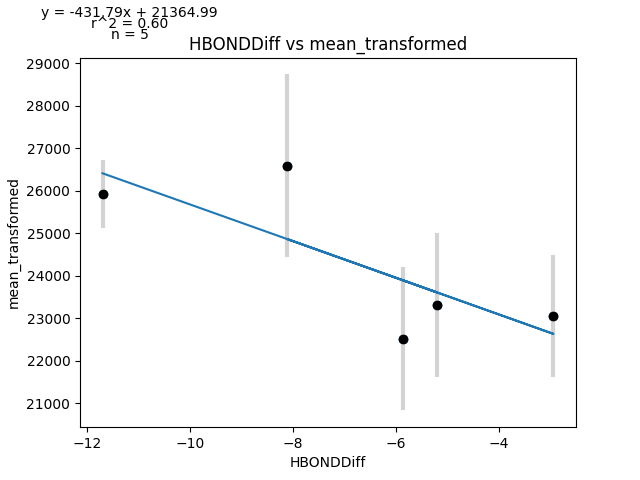 y = -431.79x + 21364.99
r^2 = 0.60
n = 5
HBONDDiff vs mean_transformed
29000
28000
27000
26000
25000
24000
23000
22000
21000
mean_transformed
−12
−10
−8
−6
−4
HBONDDiff